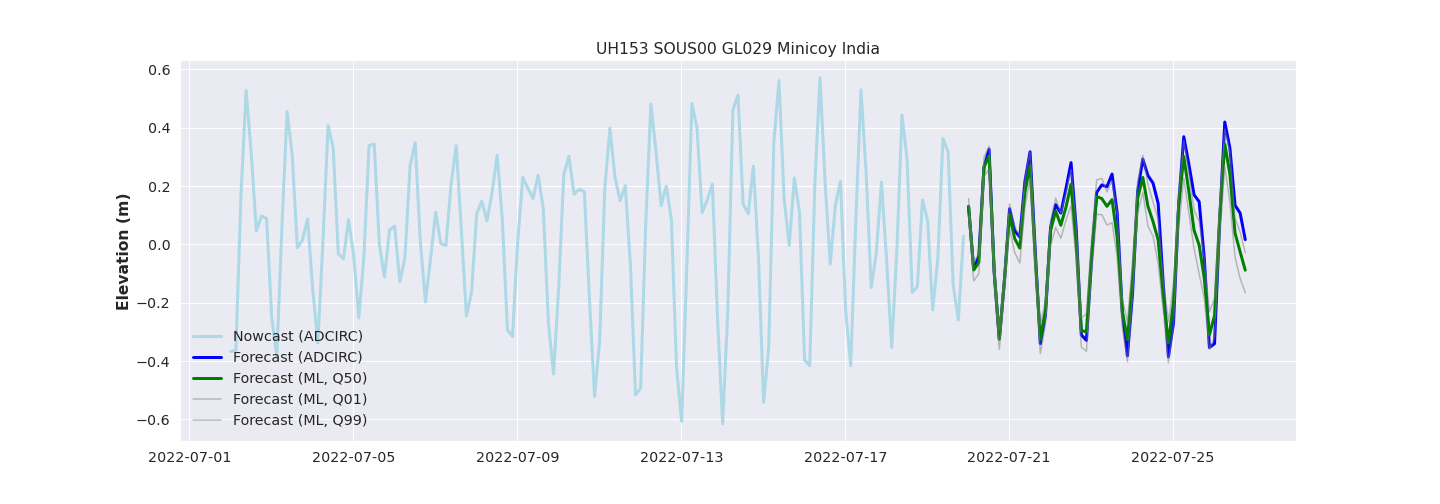 UH153 SOUS00 GL029 Minicoy India
Elevation (m)
0.6
0.4
0.2
0.0
−0.2
−0.4
−0.6
Nowcast (ADCIRC)
Forecast (ADCIRC)
Forecast (ML, Q50)
Forecast (ML, Q01)
Forecast (ML, Q99)
2022-07-01 2022-07-05 2022-07-09 2022-07-13 2022-07-17 2022-07-21 2022-07-25